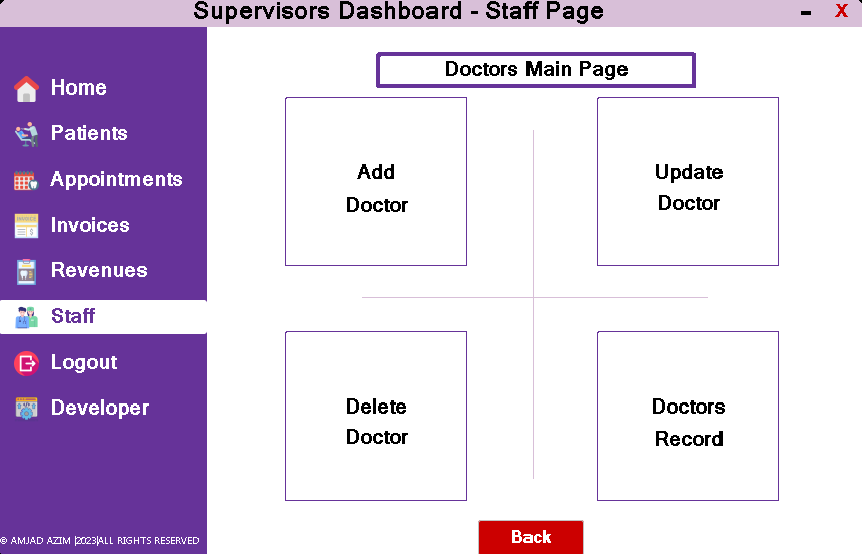 Supervisors Dashboard - Staff Page
X
Home
Patients
Appointments
Invoices
Revenues
Staff
Logout
Developer
© AMJAD AZIM |2023|ALL RIGHTS RESERVED
Doctors Main Page
Add
Doctor
Update
Doctor
Delete
Doctor
Doctors
Record
Back